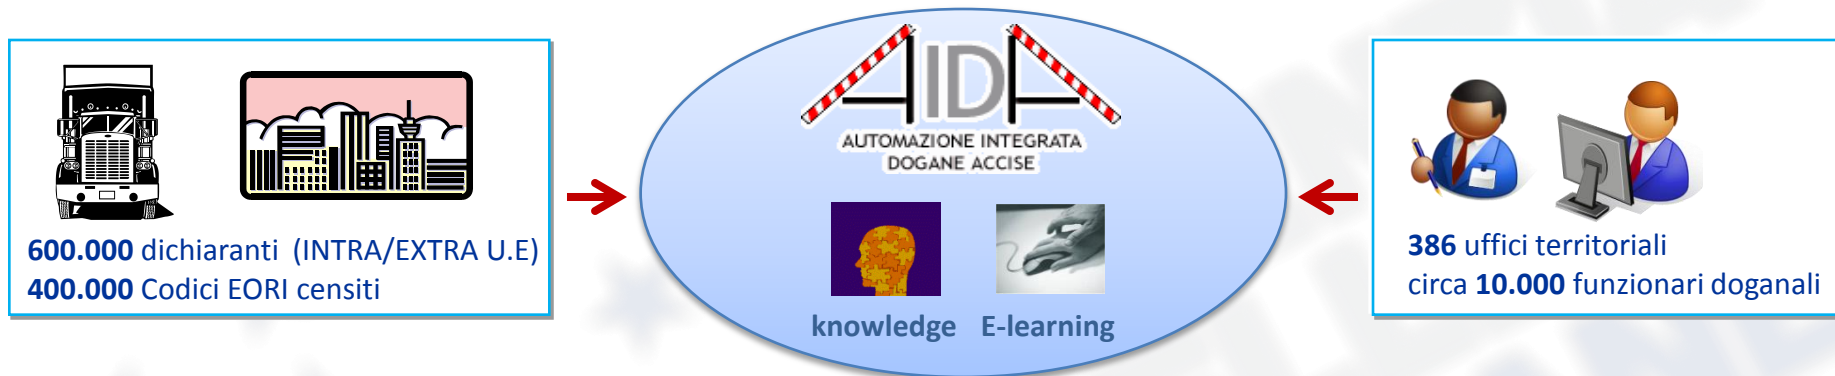 600.000 dichiaranti (INTRA/EXTRA U.E)
400.000 Codici EORI censiti
AIDA
AUTOMAZIONE INTEGRATA
DOGANE ACCISE
knowledge E-learning
386 uffici territoriali
circa 10.000 funzionari doganali